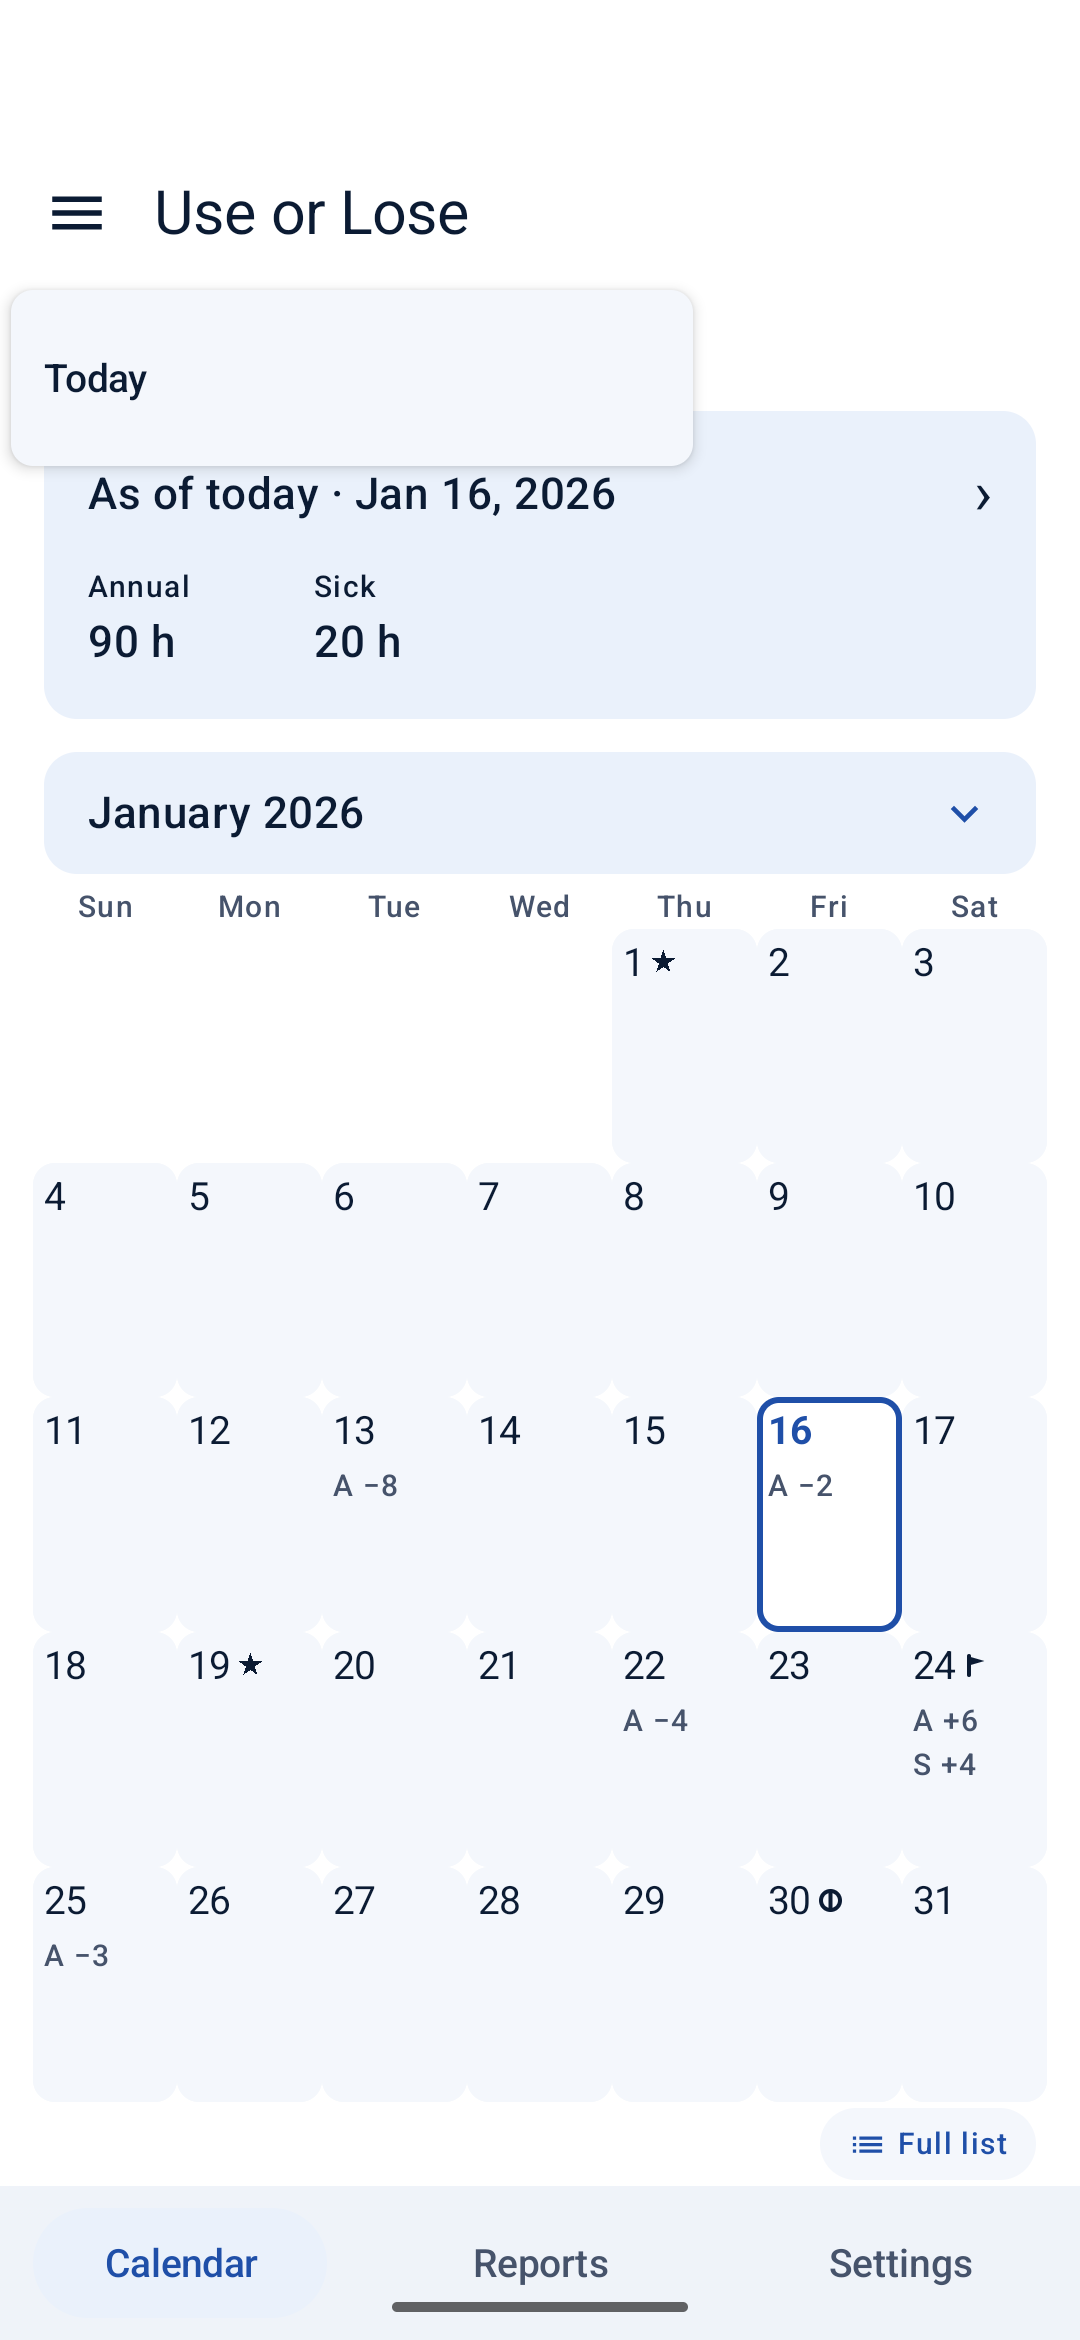 Use or Lose
Today
As of today · Jan 16, 2026 ›
Annual Sick
90 h 20 h
January 2026
Sun Mon Tue Wed Thu Fri Sat
1 ★ 2 3
4 5 6 7 8 9 10
11 12 13 14 15 16 17
A −8 A −2
18 19 ★ 20 21 22 23 24
A −4 A +6
S +4
25 26 27 28 29 30 31
A −3
Full list
Calendar Reports Settings